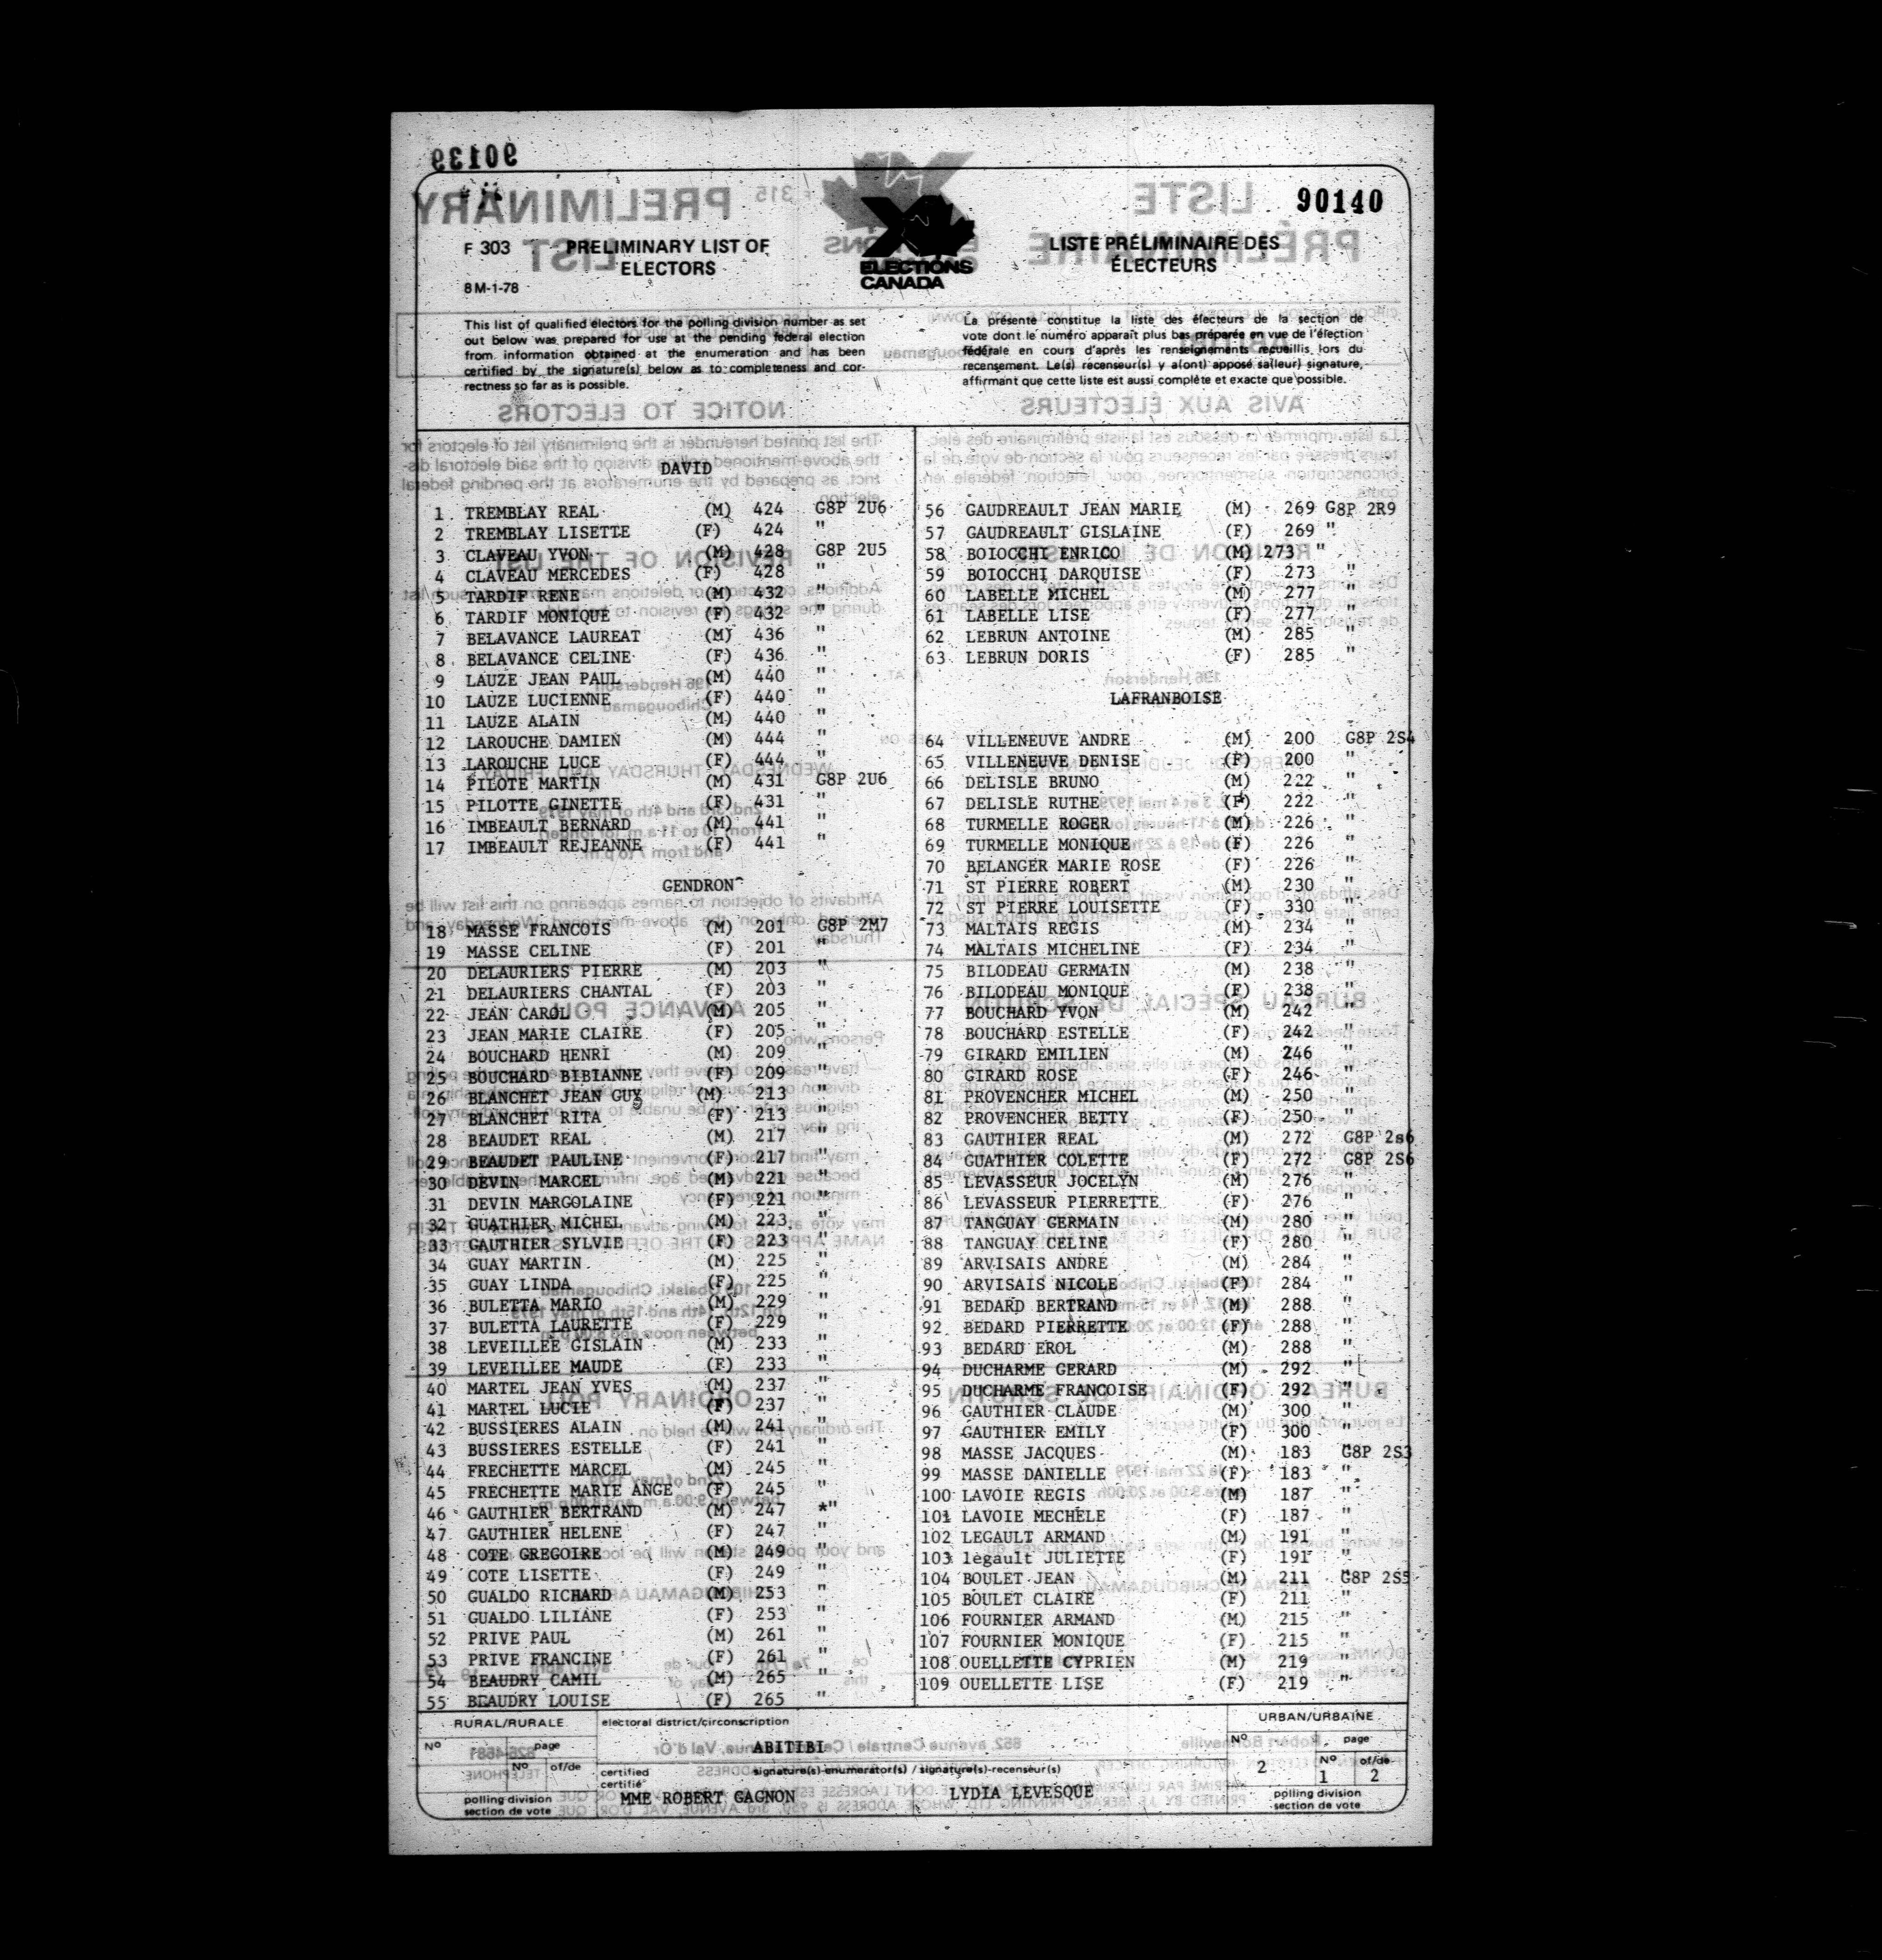 90140
F 303 PRELIMINARY LIST OF
ELECTORS
8M-1-78
ELECTIONS
CANADA
LISTE PRÉLIMINAIRE DES
ÉLECTEURS
This list of qualified electors for the polling division number as set
out below was prepared for use at the pending federal election
from information obtained at the enumeration and has been
certified by the signature(s) below as to completeness and cor-
rectness so far as is possible.
La présente constitue la liste des électeurs de la section de
vote dont le numéro apparaît plus bas préparée en vue de l'élection
fédérale en cours d'après les renseignements recueillis lors du
recensement. Le(s) recenseur(s) y a(ont) apposé sa(leur) signature,
affirmant que cette liste est aussi complète et exacte que possible.
DAVID
1 TREMBLAY REAL (M) 424 G8P 2U6
2 TREMBLAY LISETTE (F) 424 "
3 CLAVEAU YVON (M) 428 G8P 2U5
4 CLAVEAU MERCEDES (F) 428 "
5 TARDIF RENE (M) 432 "
6 TARDIF MONIQUE (F) 432 "
7 BELAVANCE LAUREAT (M) 436 "
8 BELAVANCE CELINE (F) 436 "
9 LAUZE JEAN PAUL (M) 440 "
10 LAUZE LUCIENNE (F) 440 "
11 LAUZE ALAIN (M) 440 "
12 LAROUCHE DAMIEN (M) 444 "
13 LAROUCHE LUCE (F) 444 "
14 PILOTE MARTIN (M) 431 G8P 2U6
15 PILOTTE GINETTE (F) 431 "
16 IMBEAULT BERNARD (M) 441 "
17 IMBEAULT REJEANNE (F) 441 "
GENDRON
18 MASSE FRANCOIS (M) 201 G8P 2M7
19 MASSE CELINE (F) 201 "
20 DELAURIERS PIERRE (M) 203 "
21 DELAURIERS CHANTAL (F) 203 "
22 JEAN CAROL (M) 205 "
23 JEAN MARIE CLAIRE (F) 205 "
24 BOUCHARD HENRI (M) 209 "
25 BOUCHARD BIBIANNE (F) 209 "
26 BLANCHET JEAN GUY (M) 213 "
27 BLANCHET RITA (F) 213 "
28 BEAUDET REAL (M) 217 "
29 BEAUDET PAULINE (F) 217 "
30 DEVIN MARCEL (M) 221 "
31 DEVIN MARGOLAINE (F) 221 "
32 GUATHIER MICHEL (M) 223 "
33 GAUTHIER SYLVIE (F) 223 "
34 GUAY MARTIN (M) 225 "
35 GUAY LINDA (F) 225 "
36 BULETTA MARIO (M) 229 "
37 BULETTA LAURETTE (F) 229 "
38 LEVEILLEE GISLAIN (M) 233 "
39 LEVEILLEE MAUDE (F) 233 "
40 MARTEL JEAN YVES (M) 237 "
41 MARTEL LUCIE (F) 237 "
42 BUSSIERES ALAIN (M) 241 "
43 BUSSIERES ESTELLE (F) 241 "
44 FRECHETTE MARCEL (M) 245 "
45 FRECHETTE MARIE ANGE (F) 245 "
46 GAUTHIER BERTRAND (M) 247 *"
47 GAUTHIER HELENE (F) 247 "
48 COTE GREGOIRE (M) 249 "
49 COTE LISETTE (F) 249 "
50 GUALDO RICHARD (M) 253 "
51 GUALDO LILIANE (F) 253 "
52 PRIVE PAUL (M) 261 "
53 PRIVE FRANCINE (F) 261 "
54 BEAUDRY CAMIL (M) 265 "
55 BEAUDRY LOUISE (F) 265 "
56 GAUDREAULT JEAN MARIE (M) 269 G8P 2R9
57 GAUDREAULT GISLAINE (F) 269 "
58 BOIOCCHI ENRICO (M) 273 "
59 BOIOCCHI DARQUISE (F) 273 "
60 LABELLE MICHEL (M) 277 "
61 LABELLE LISE (F) 277 "
62 LEBRUN ANTOINE (M) 285 "
63 LEBRUN DORIS (F) 285 "
LAFRANBOISE
64 VILLENEUVE ANDRE (M) 200 G8P 2S4
65 VILLENEUVE DENISE (F) 200 "
66 DELISLE BRUNO (M) 222 "
67 DELISLE RUTHE (F) 222 "
68 TURMELLE ROGER (M) 226 "
69 TURMELLE MONIQUE (F) 226 "
70 BELANGER MARIE ROSE (F) 226 "
71 ST PIERRE ROBERT (M) 230 "
72 ST PIERRE LOUISETTE (F) 330 "
73 MALTAIS REGIS (M) 234 "
74 MALTAIS MICHELINE (F) 234 "
75 BILODEAU GERMAIN (M) 238 "
76 BILODEAU MONIQUE (F) 238 "
77 BOUCHARD YVON (M) 242 "
78 BOUCHARD ESTELLE (F) 242 "
79 GIRARD EMILIEN (M) 246 "
80 GIRARD ROSE (F) 246 "
81 PROVENCHER MICHEL (M) 250 "
82 PROVENCHER BETTY (F) 250 "
83 GAUTHIER REAL (M) 272 G8P 2s6
84 GUATHIER COLETTE (F) 272 G8P 2S6
85 LEVASSEUR JOCELYN (M) 276 "
86 LEVASSEUR PIERRETTE (F) 276 "
87 TANGUAY GERMAIN (M) 280 "
88 TANGUAY CELINE (F) 280 "
89 ARVISAIS ANDRE (M) 284 "
90 ARVISAIS NICOLE (F) 284 "
91 BEDARD BERTRAND (M) 288 "
92 BEDARD PIERRETTE (F) 288 "
93 BEDARD EROL (M) 288 "
94 DUCHARME GERARD (M) 292 "
95 DUCHARME FRANCOISE (F) 292 "
96 GAUTHIER CLAUDE (M) 300 "
97 GAUTHIER EMILY (F) 300 "
98 MASSE JACQUES (M) 183 G8P 2S3
99 MASSE DANIELLE (F) 183 "
100 LAVOIE REGIS (M) 187 "
101 LAVOIE MECHELE (F) 187 "
102 LEGAULT ARMAND (M) 191 "
103 legault JULIETTE (F) 191 "
104 BOULET JEAN (M) 211 G8P 2S5
105 BOULET CLAIRE (F) 211 "
106 FOURNIER ARMAND (M) 215 "
107 FOURNIER MONIQUE (F) 215 "
108 OUELLETTE CYPRIEN (M) 219 "
109 OUELLETTE LISE (F) 219 "
RURAL/RURALE
Nº page
Nº of/de
polling division
section de vote
electoral district/circonscription
ABITIBI
certified signature(s)-enumerator(s) / signature(s)-recenseur(s)
certifié
MME ROBERT GAGNON LYDIA LEVESQUE
URBAN/URBAINE
Nº page
2 Nº of/de
1 2
polling division
section de vote